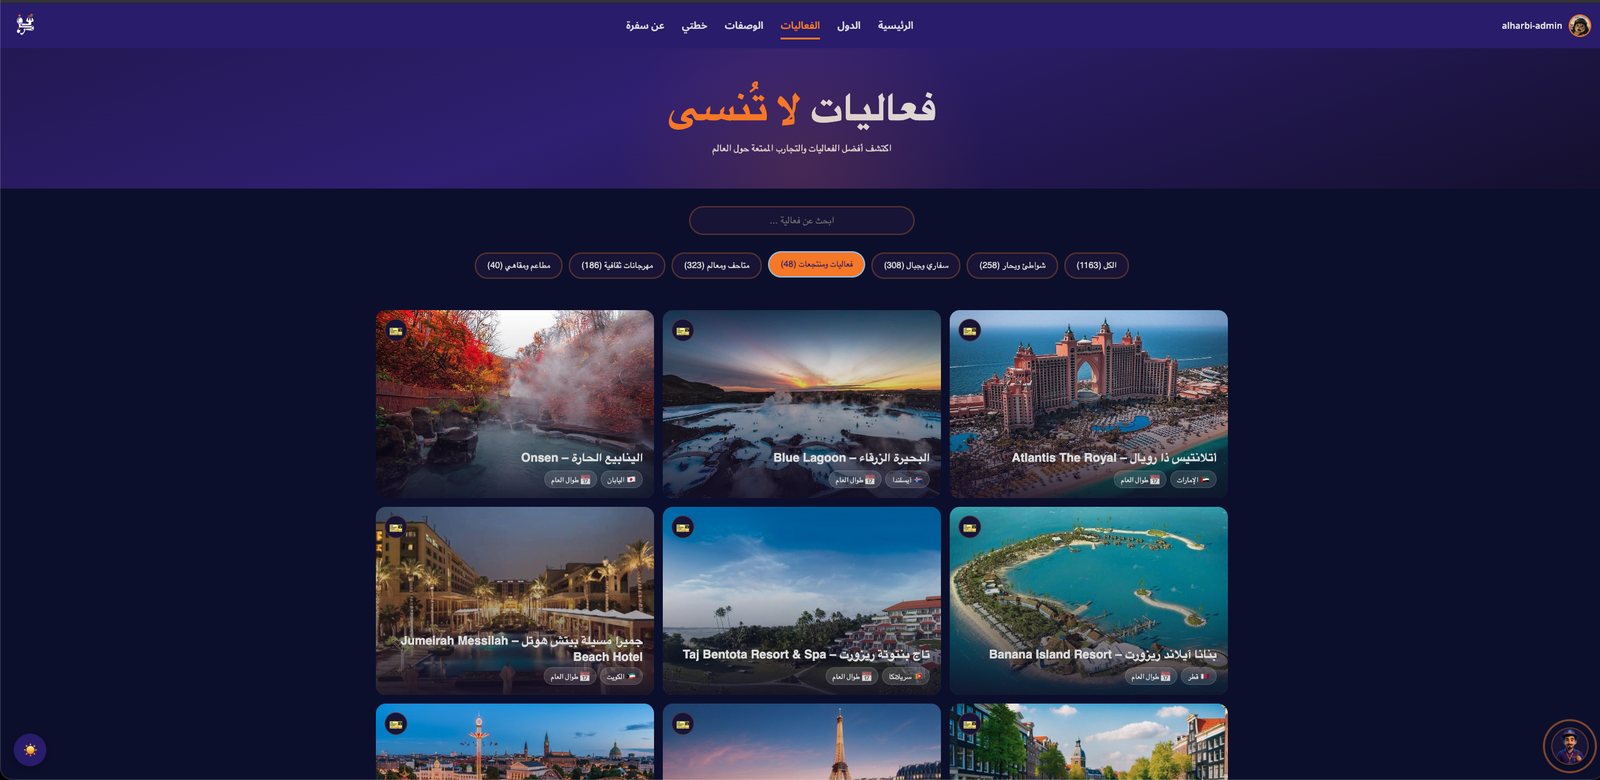 الرئيسية الدول الفعاليات الوصفات خطتي عن سفرة
alharbi-admin
فعاليات لا تُنسى
اكتشف أفضل الفعاليات والتجارب الممتعة حول العالم
ابحث عن فعالية ...
الكل (1163)
شواطئ وبحار (258)
سفاري وجبال (308)
فعاليات ومنتجعات (48)
متاحف ومعالم (323)
مهرجانات ثقافية (186)
مطاعم ومقاهي (40)
أتلانتيس ذا رويال – Atlantis The Royal
الإمارات
طوال العام
البحيرة الزرقاء – Blue Lagoon
آيسلندا
طوال العام
الينابيع الحارة – Onsen
اليابان
طوال العام
بنانا آيلاند ريزورت – Banana Island Resort
قطر
طوال العام
تاج بنتوتة ريزورت – Taj Bentota Resort & Spa
سريلانكا
طوال العام
جميرا مسيلة بيتش هوتل – Jumeirah Messilah
Beach Hotel
الكويت
طوال العام